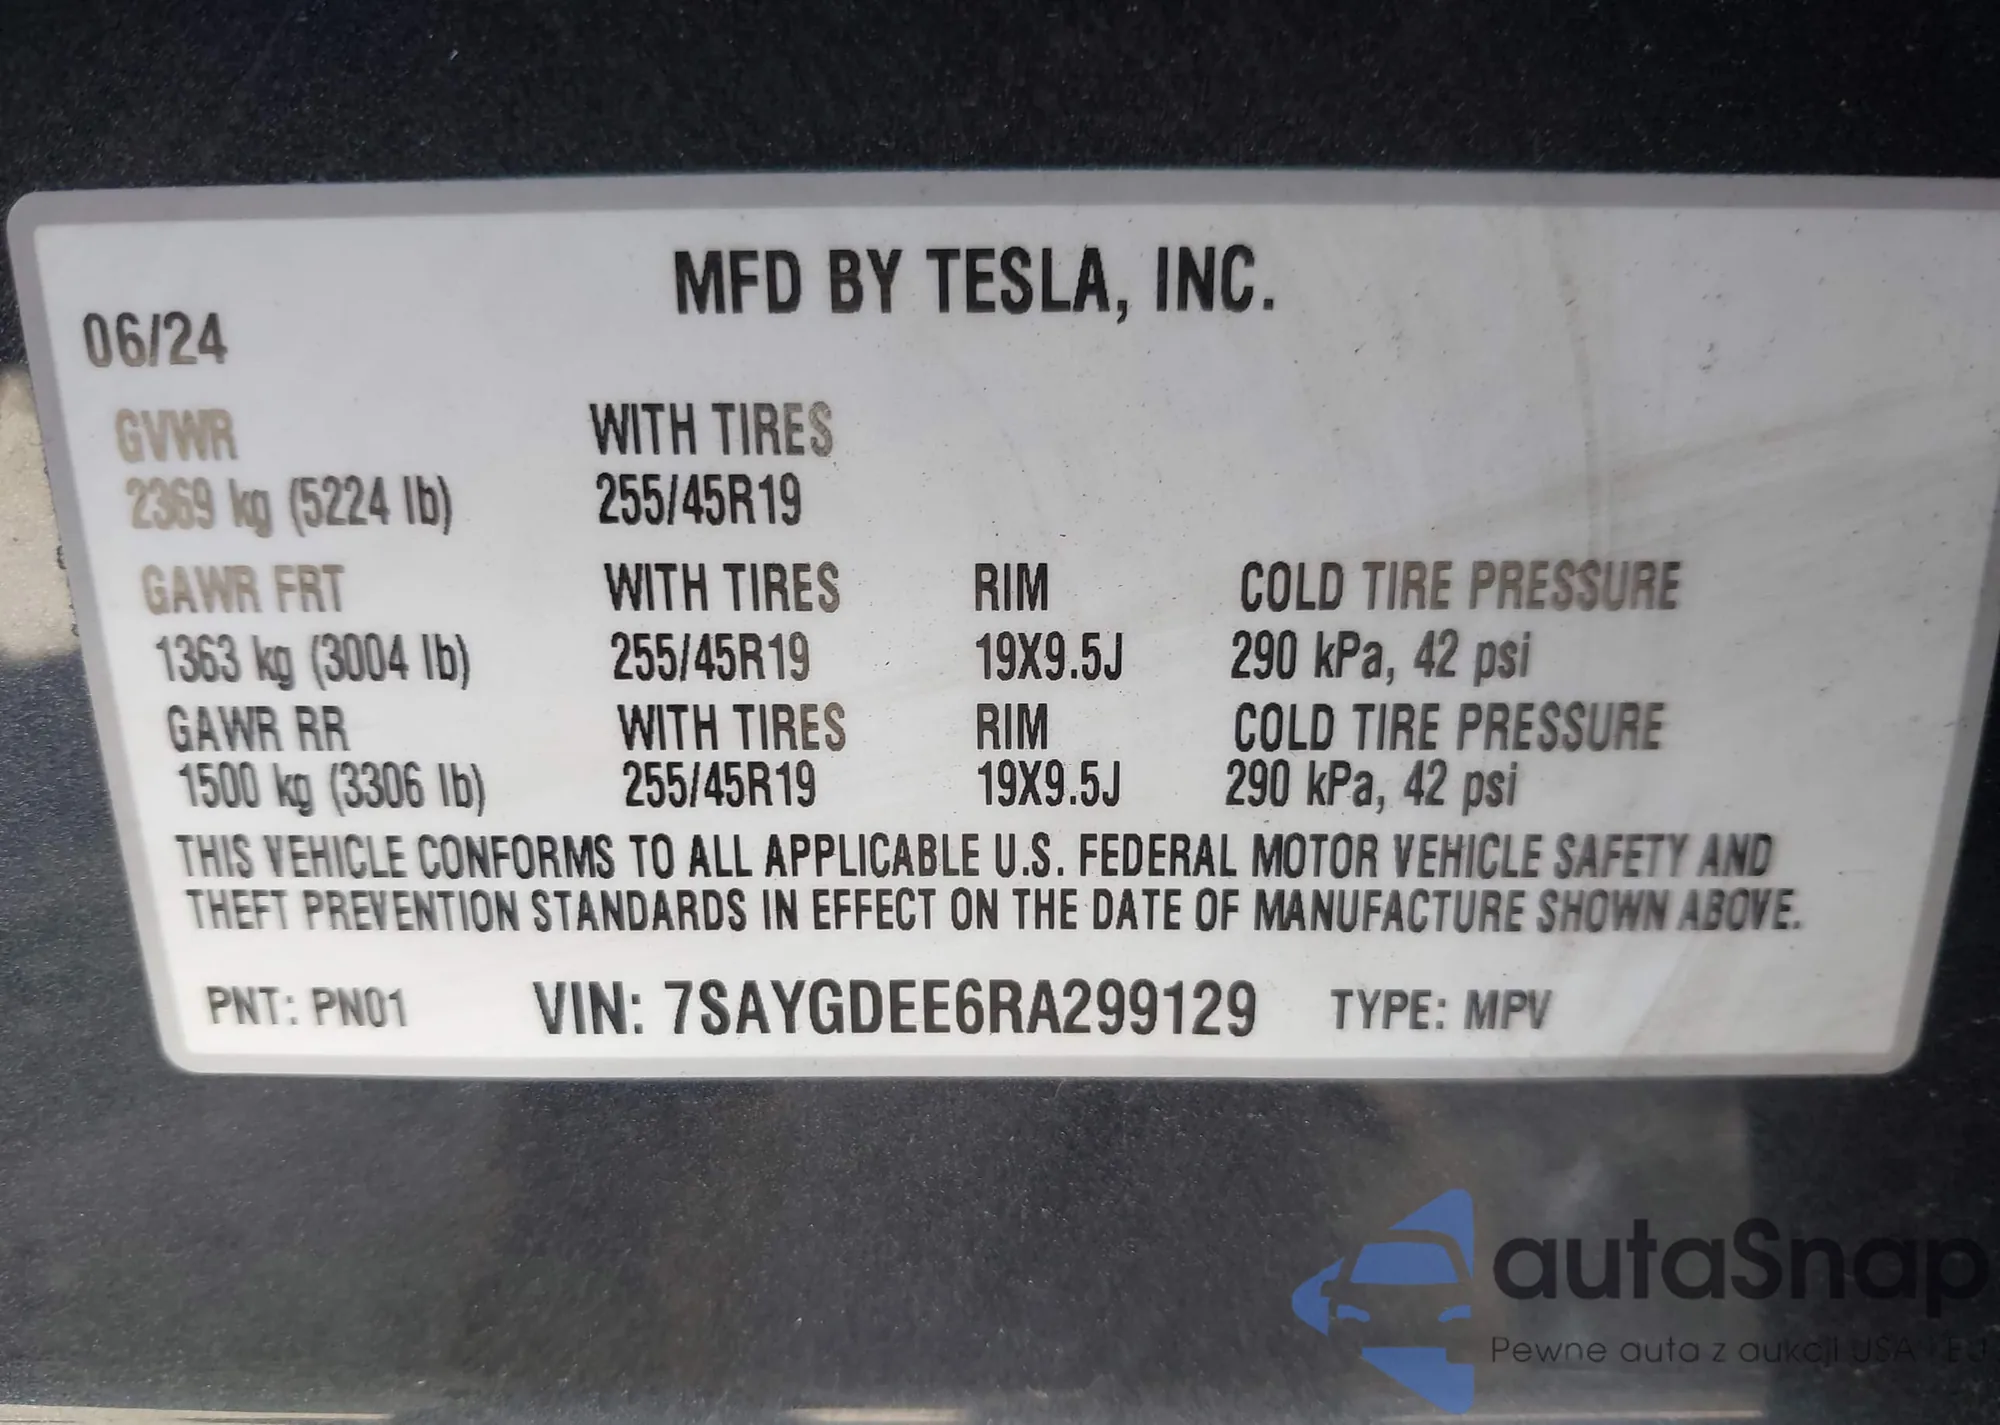 MFD BY TESLA, INC.
06/24
GVWR WITH TIRES
2369 kg (5224 lb) 255/45R19
GAWR FRT WITH TIRES RIM COLD TIRE PRESSURE
1363 kg (3004 lb) 255/45R19 19X9.5J 290 kPa, 42 psi
GAWR RR WITH TIRES RIM COLD TIRE PRESSURE
1500 kg (3306 lb) 255/45R19 19X9.5J 290 kPa, 42 psi
THIS VEHICLE CONFORMS TO ALL APPLICABLE U.S. FEDERAL MOTOR VEHICLE SAFETY AND
THEFT PREVENTION STANDARDS IN EFFECT ON THE DATE OF MANUFACTURE SHOWN ABOVE.
PNT: PN01 VIN: 7SAYGDEE6RA299129 TYPE: MPV
autaSnap
Pewne auta z aukcji USA EU